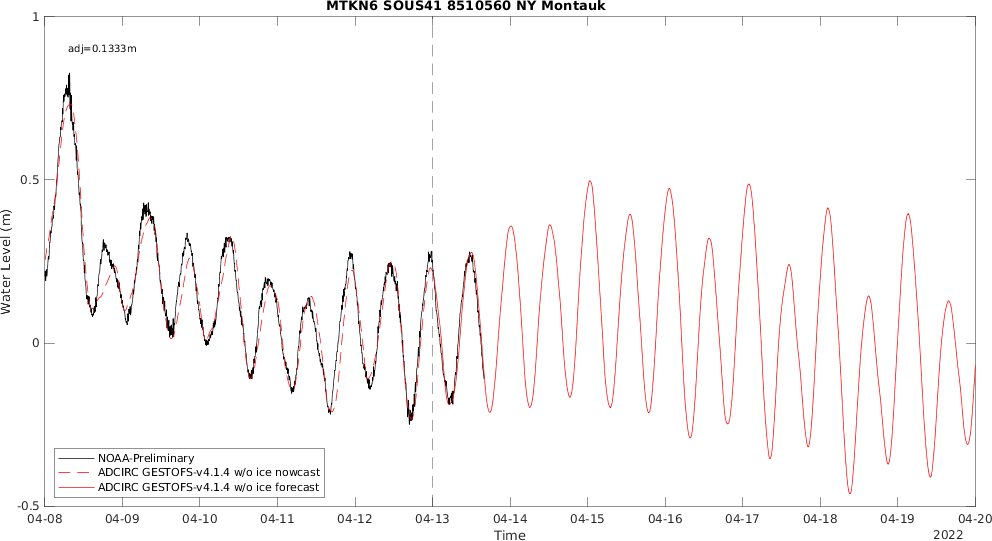 MTKN6 SOUS41 8510560 NY Montauk
adj=0.1333m
1
0.5
0
-0.5
Water Level (m)
NOAA-Preliminary
ADCIRC GESTOFS-v4.1.4 w/o ice nowcast
ADCIRC GESTOFS-v4.1.4 w/o ice forecast
04-08 04-09 04-10 04-11 04-12 04-13 04-14 04-15 04-16 04-17 04-18 04-19 04-20
Time
2022